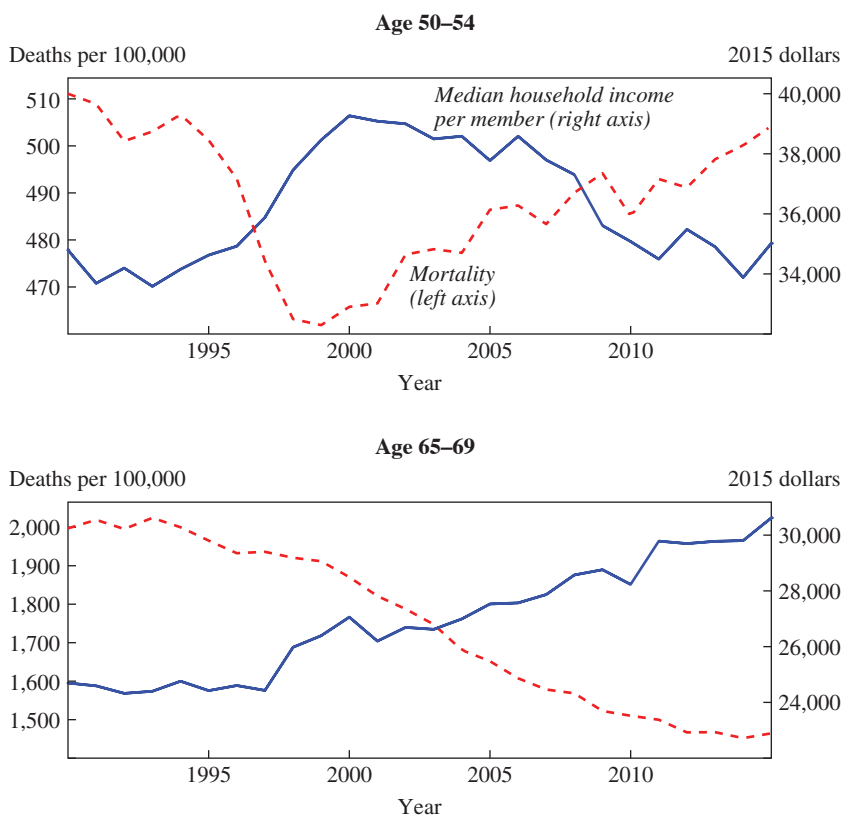 Age 50–54
Deaths per 100,000
2015 dollars
510
500
490
480
470
40,000
38,000
36,000
34,000
Median household income
per member (right axis)
Mortality
(left axis)
1995
2000
2005
2010
Year
Age 65–69
Deaths per 100,000
2015 dollars
2,000
1,900
1,800
1,700
1,600
1,500
30,000
28,000
26,000
24,000
1995
2000
2005
2010
Year